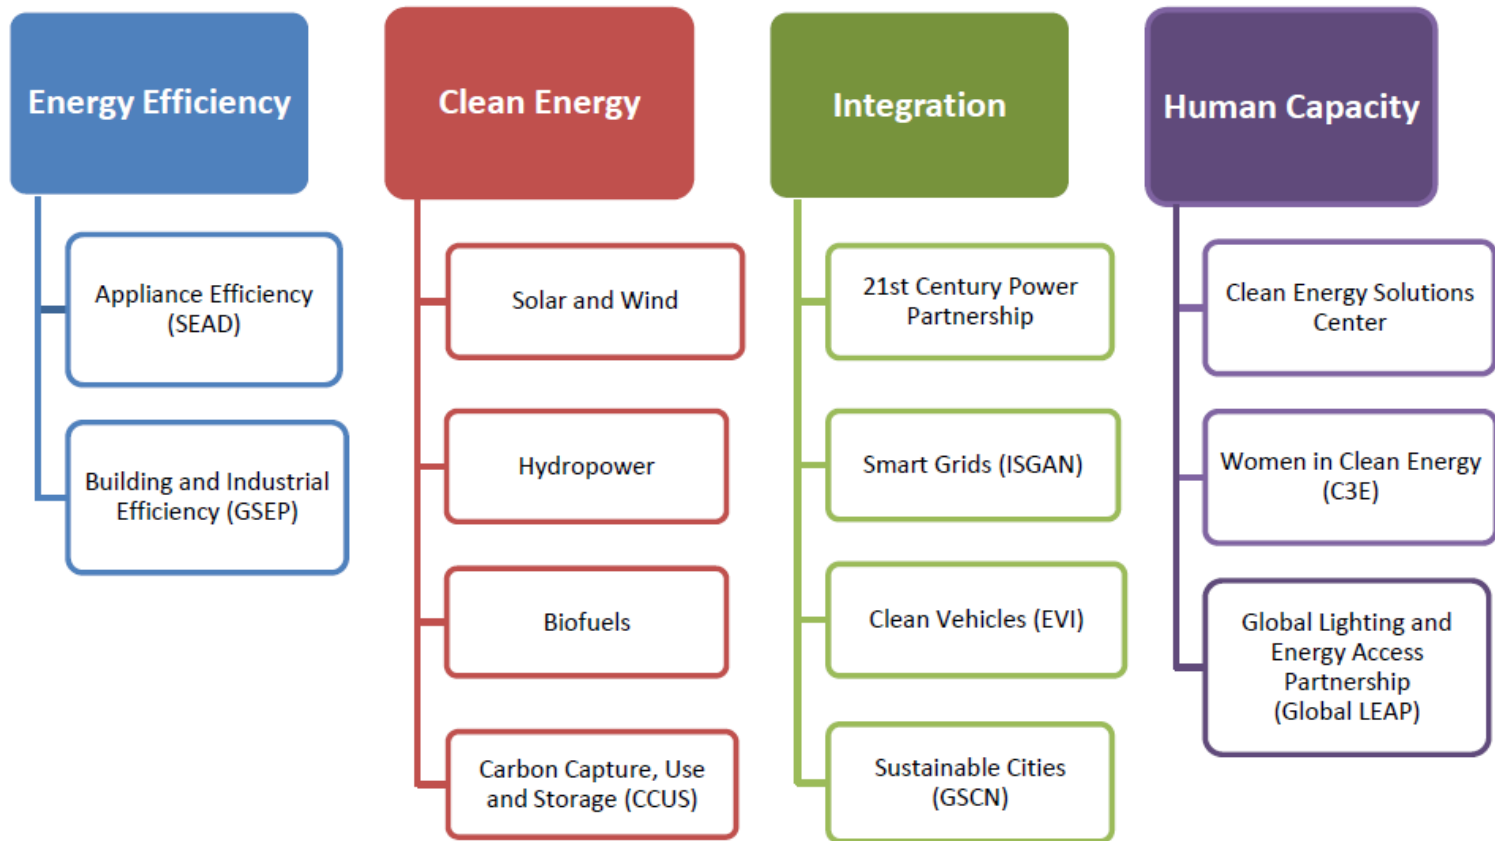 Energy Efficiency
Appliance Efficiency
(SEAD)
Building and Industrial
Efficiency (GSEP)
Clean Energy
Solar and Wind
Hydropower
Biofuels
Carbon Capture, Use
and Storage (CCUS)
Integration
21st Century Power
Partnership
Smart Grids (ISGAN)
Clean Vehicles (EVI)
Sustainable Cities
(GSCN)
Human Capacity
Clean Energy Solutions
Center
Women in Clean Energy
(C3E)
Global Lighting and
Energy Access
Partnership
(Global LEAP)